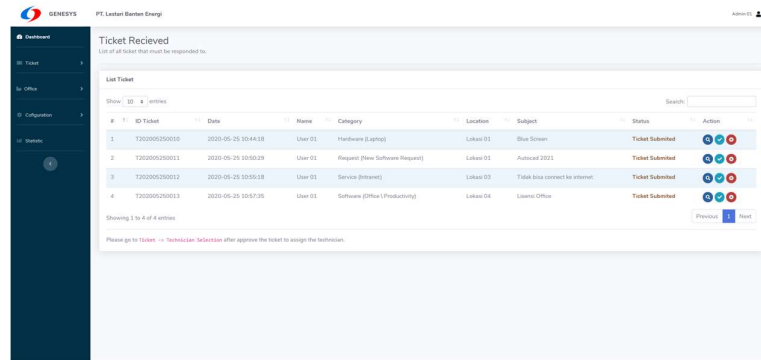 GENESYS
PT. Lestari Banten Energi
Admin 01
Dashboard
Ticket
Office
Cofiguration
Statistic
Ticket Recieved
List of all ticket that must be responded to.
List Ticket
Show 10 entries
Search:
# ID Ticket Date Name Category Location Subject Status Action
1 T202005250010 2020-05-25 10:44:18 User 01 Hardware (Laptop) Lokasi 01 Blue Screen Ticket Submited
2 T202005250011 2020-05-25 10:50:29 User 01 Request (New Software Request) Lokasi 01 Autocad 2021 Ticket Submited
3 T202005250012 2020-05-25 10:55:18 User 01 Service (Intranet) Lokasi 03 Tidak bisa connect ke internet Ticket Submited
4 T202005250013 2020-05-25 10:57:35 User 01 Software (Office \ Productivity) Lokasi 04 Lisensi Office Ticket Submited
Showing 1 to 4 of 4 entries
Previous 1 Next
Please go to Ticket -> Technician Selection after approve the ticket to assign the technician.